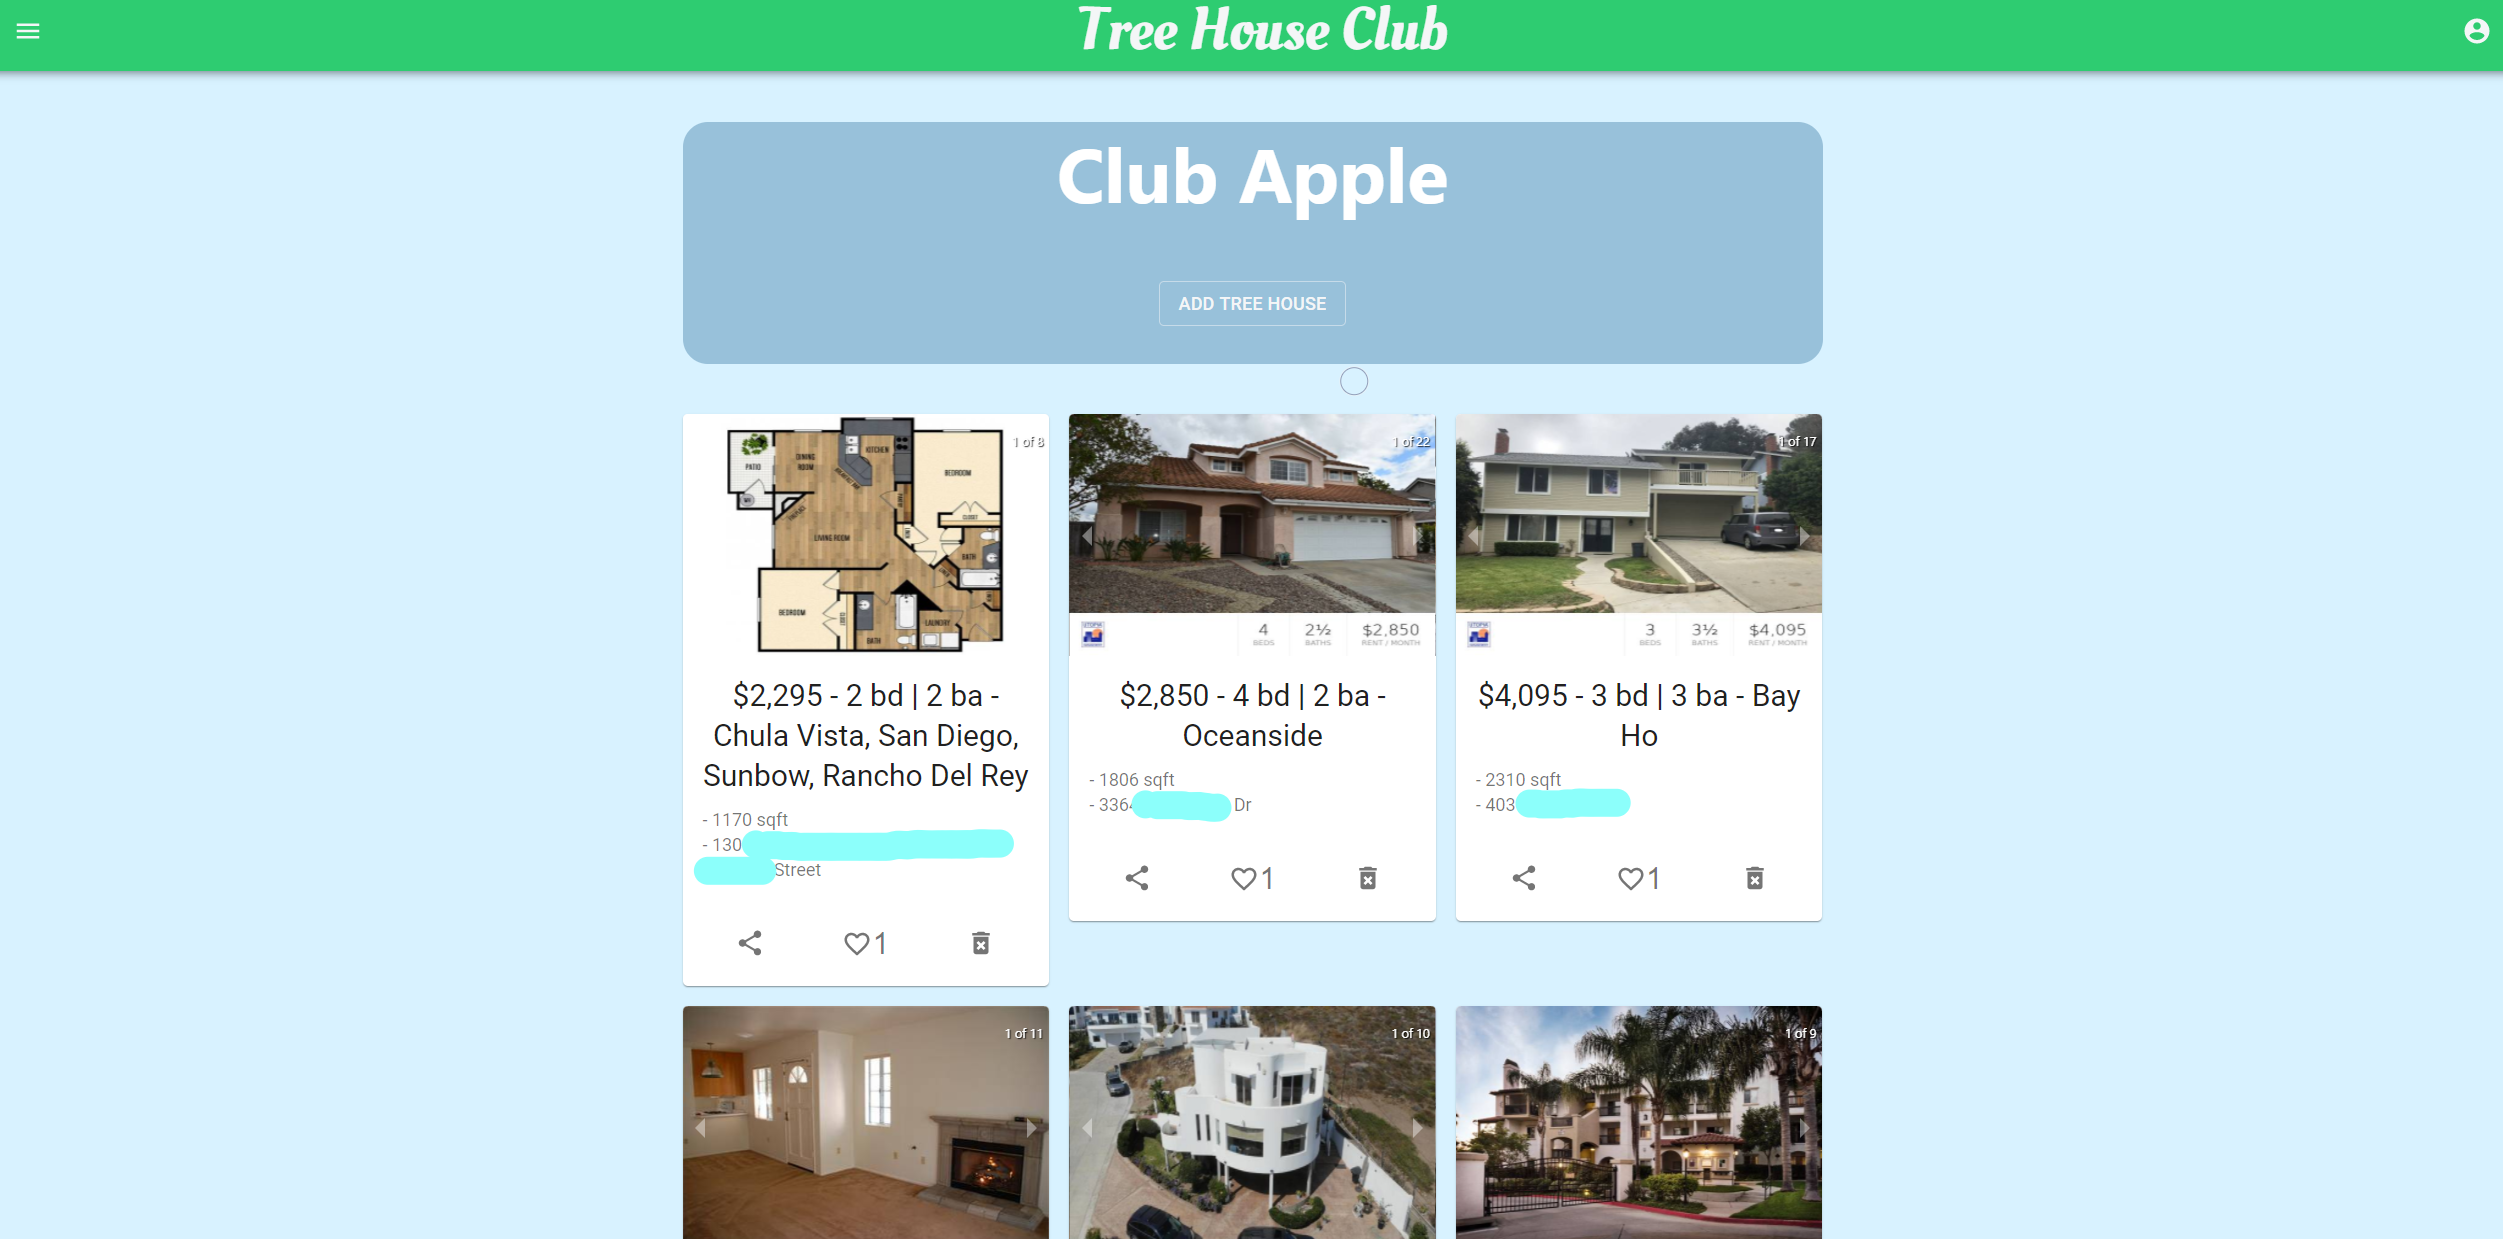 Tree House Club
Club Apple
ADD TREE HOUSE
1 of 8
PATIO
DINING
ROOM
KITCHEN
BEDROOM
CLOSET
LIVING ROOM
BATH
BEDROOM
CLOSET
BATH
LAUNDRY
$2,295 - 2 bd | 2 ba -
Chula Vista, San Diego,
Sunbow, Rancho Del Rey
- 1170 sqft
- 130
Street
1
1 of 22
4
BEDS
2½
BATHS
$2,850
RENT / MONTH
$2,850 - 4 bd | 2 ba -
Oceanside
- 1806 sqft
- 3364 Dr
1
1 of 17
3
BEDS
3½
BATHS
$4,095
RENT / MONTH
$4,095 - 3 bd | 3 ba - Bay
Ho
- 2310 sqft
- 403
1
1 of 11
1 of 10
1 of 9